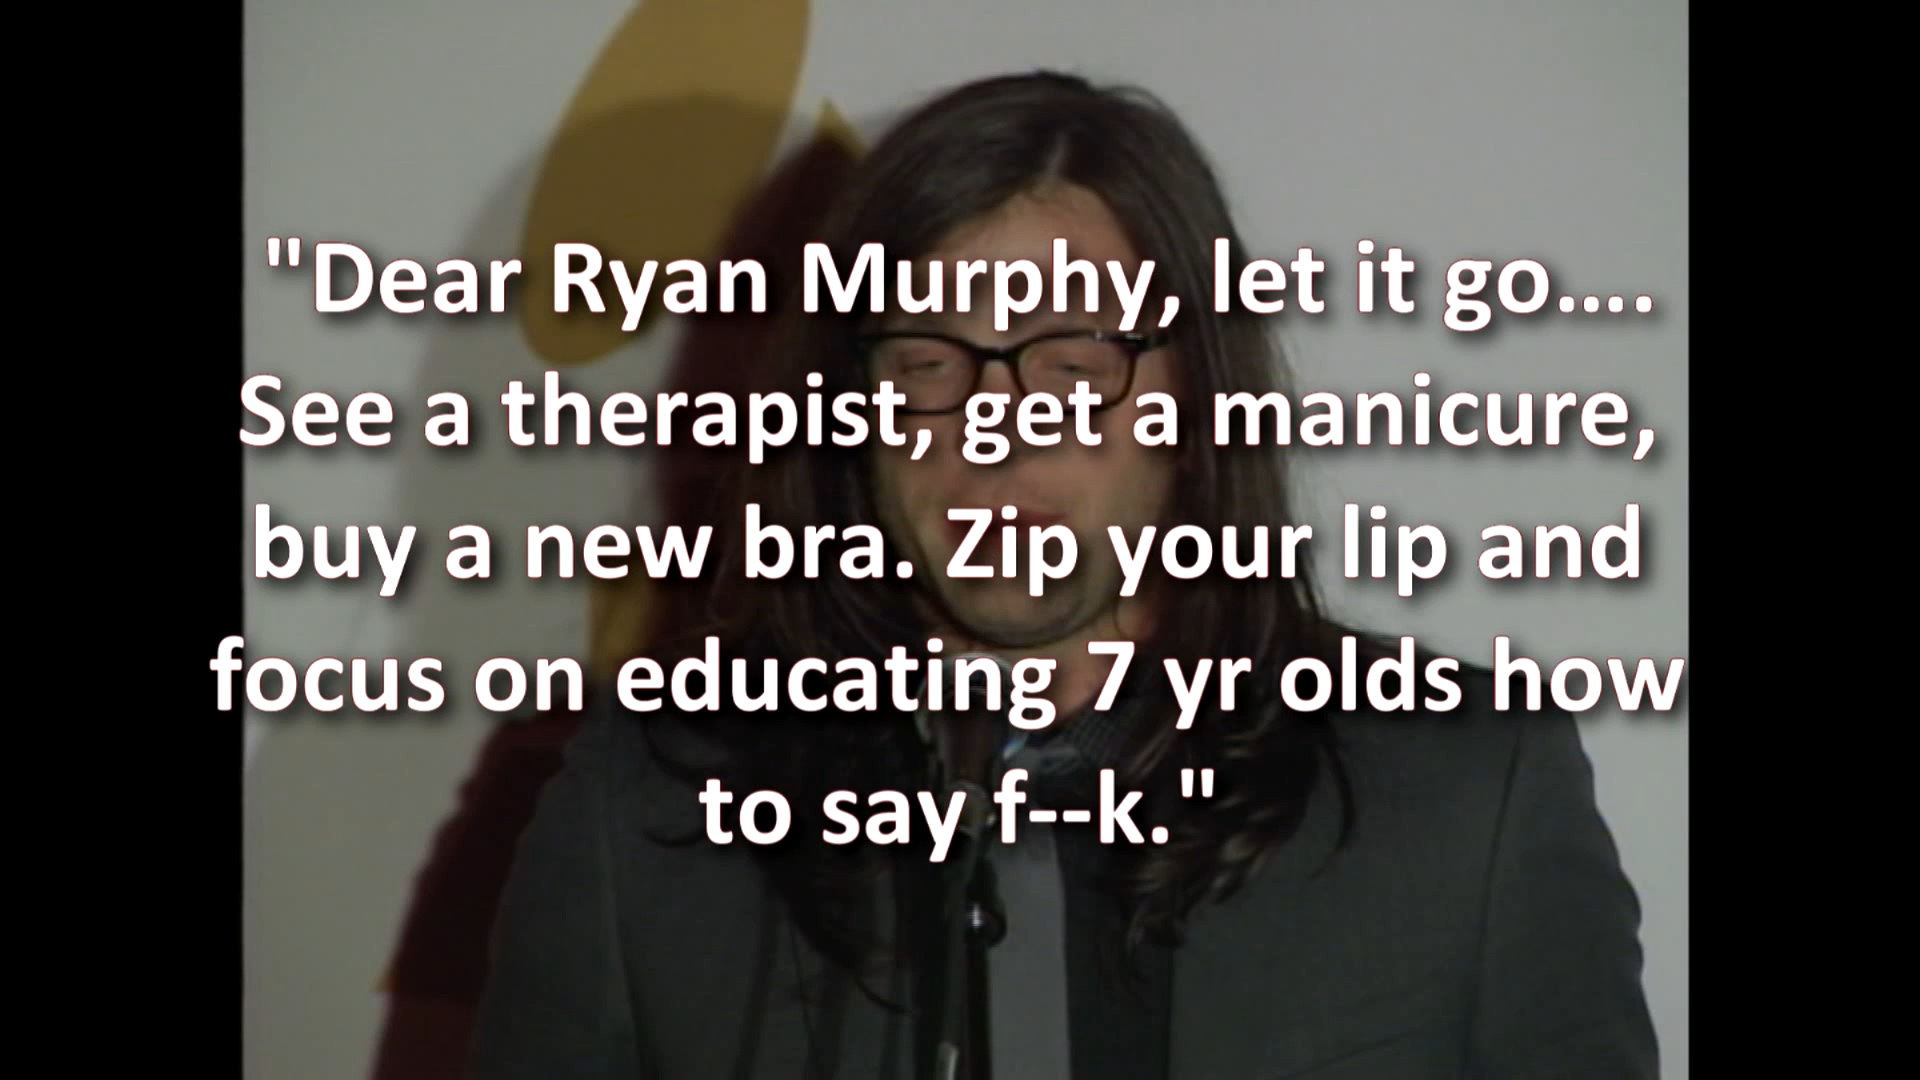 "Dear Ryan Murphy, let it go....
See a therapist, get a manicure,
buy a new bra. Zip your lip and
focus on educating 7 yr olds how
to say f--k."